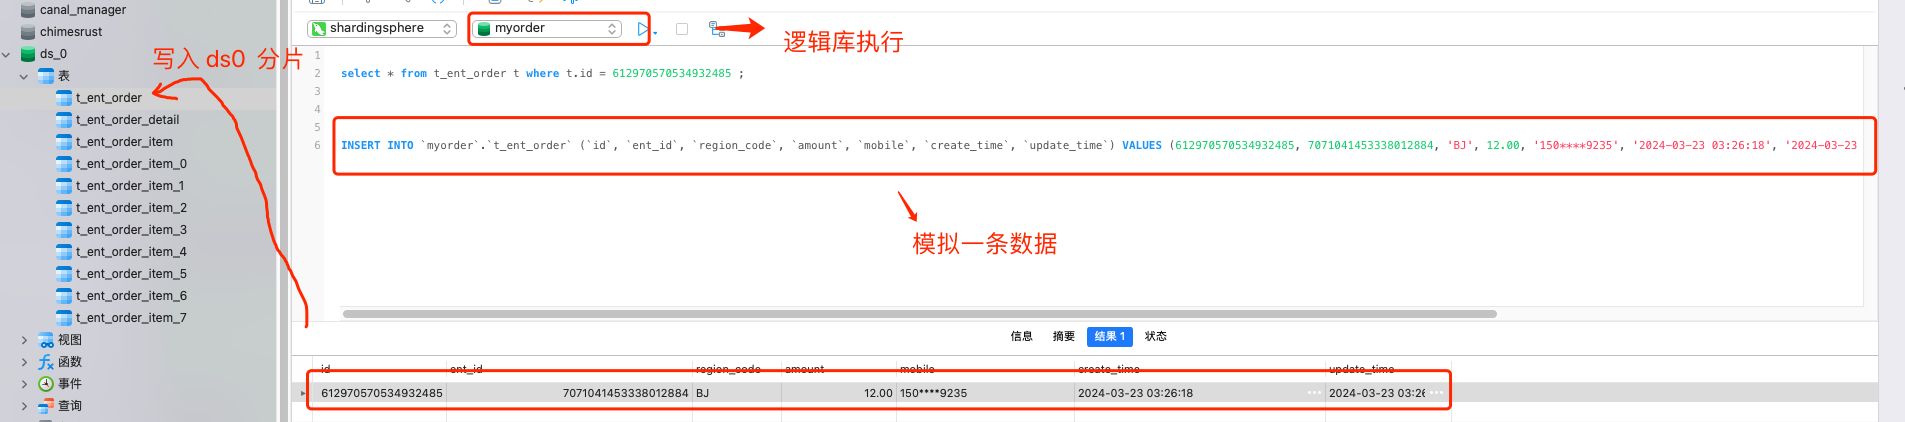 canal_manager
chimesrust
ds_0
表
t_ent_order
t_ent_order_detail
t_ent_order_item
t_ent_order_item_0
t_ent_order_item_1
t_ent_order_item_2
t_ent_order_item_3
t_ent_order_item_4
t_ent_order_item_5
t_ent_order_item_6
t_ent_order_item_7
视图
函数
事件
查询
写入 ds0 分片
shardingsphere
myorder
逻辑库执行
1
2 select * from t_ent_order t where t.id = 612970570534932485 ;
3
4
5
6 INSERT INTO `myorder`.`t_ent_order` (`id`, `ent_id`, `region_code`, `amount`, `mobile`, `create_time`, `update_time`) VALUES (612970570534932485, 7071041453338012884, 'BJ', 12.00, '150****9235', '2024-03-23 03:26:18', '2024-03-23
模拟一条数据
信息 摘要 结果 1 状态
id ent_id region_code amount mobile create_time update_time
612970570534932485 7071041453338012884 BJ 12.00 150****9235 2024-03-23 03:26:18 ··· 2024-03-23 03:26 ···